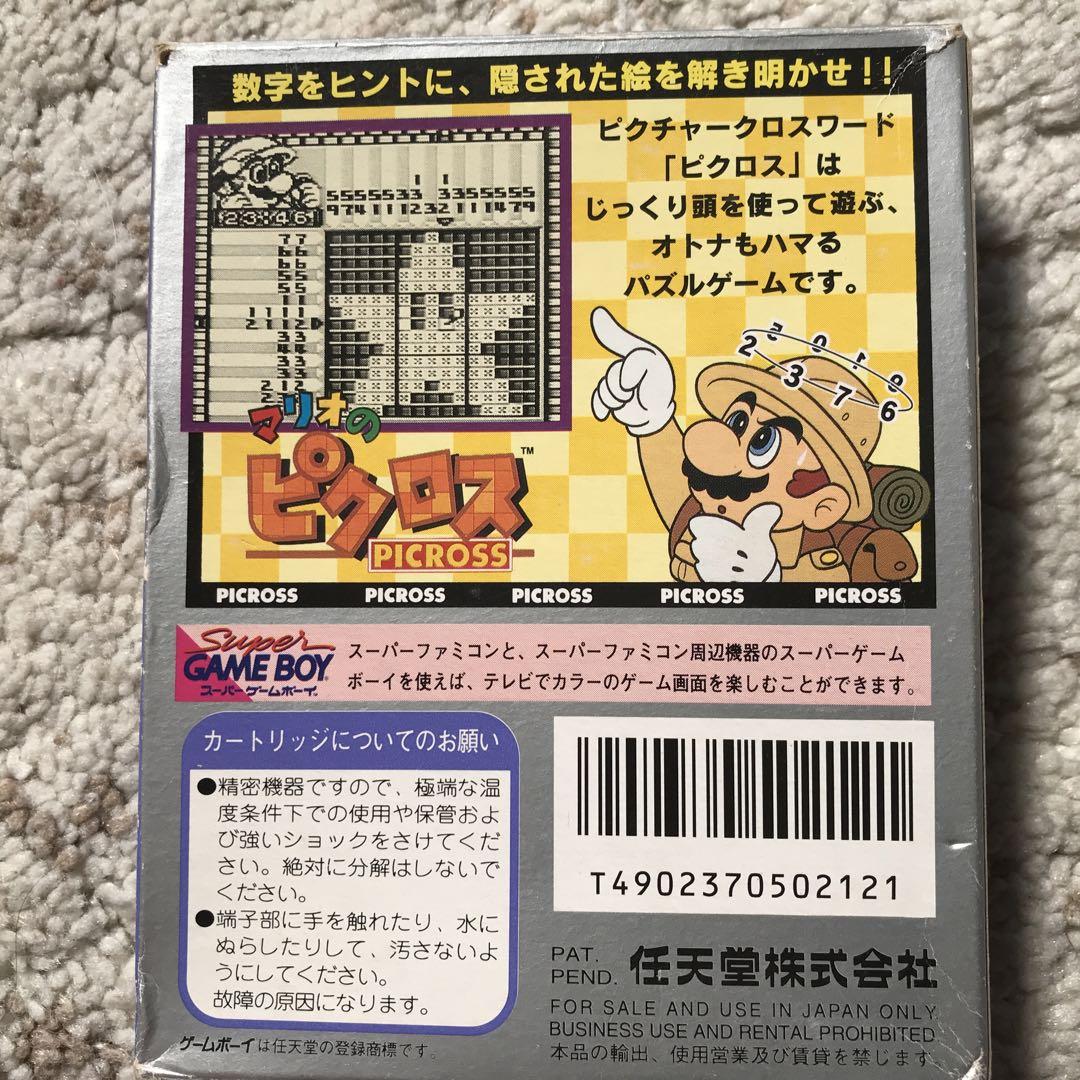 数字をヒントに、隠された絵を解き明かせ!!
ピクチャークロスワード
「ピクロス」は
じっくり頭を使って遊ぶ、
オトナもハマる
パズルゲームです。
23:46
1 1
5555533 3355555
9741112 3211479
2 3 7 6
マリオの
ピクロス™
PICROSS
PICROSS PICROSS PICROSS PICROSS PICROSS
Super
GAME BOY
スーパーゲームボーイ
スーパーファミコンと、スーパーファミコン周辺機器のスーパーゲーム
ボーイを使えば、テレビでカラーのゲーム画面を楽しむことができます。
カートリッジについてのお願い
●精密機器ですので、極端な温
度条件下での使用や保管およ
び強いショックをさけてくだ
さい。絶対に分解はしないで
ください。
●端子部に手を触れたり、水に
ぬらしたりして、汚さないよ
うにしてください。
故障の原因になります。
ゲームボーイは任天堂の登録商標です。
T4902370502121
PAT.
PEND. 任天堂株式会社
FOR SALE AND USE IN JAPAN ONLY
BUSINESS USE AND RENTAL PROHIBITED
本品の輸出、使用営業及び賃貸を禁じます